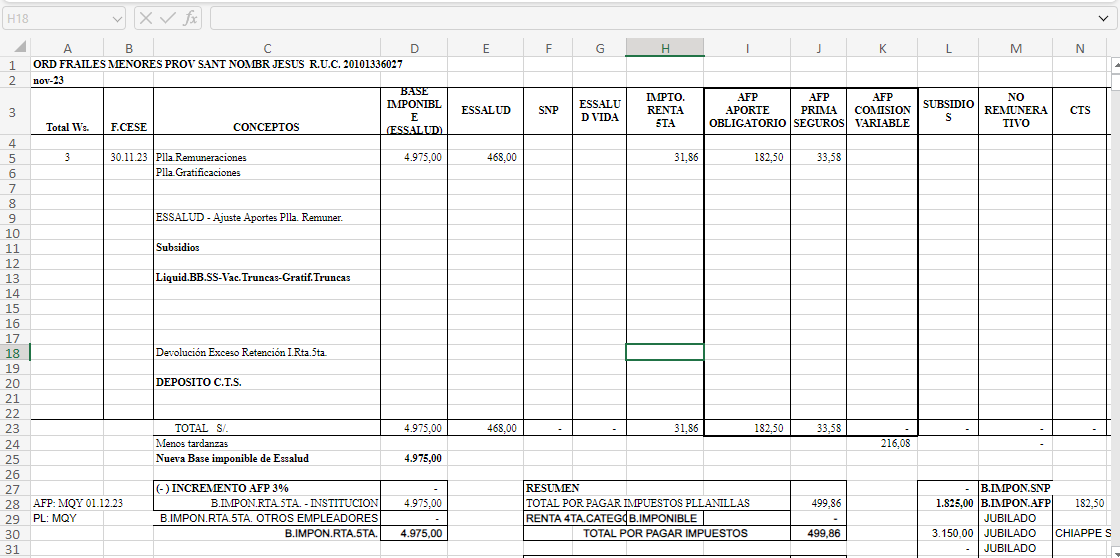 H18
fx
A B C D E F G H I J K L M N
1 ORD FRAILES MENORES PROV SANT NOMBR JESUS R.U.C. 20101336027
2 nov-23
3 Total Ws. F.CESE CONCEPTOS BASE IMPONIBL E (ESSALUD) ESSALUD SNP ESSALU D VIDA IMPTO. RENTA 5TA AFP APORTE OBLIGATORIO AFP PRIMA SEGUROS AFP COMISION VARIABLE SUBSIDIO S NO REMUNERA TIVO CTS
4
5 3 30.11.23 Plla.Remuneraciones 4.975,00 468,00 31,86 182,50 33,58
6 Plla.Gratificaciones
7
8
9 ESSALUD - Ajuste Aportes Plla. Remuner.
10
11 Subsidios
12
13 Liquid.BB.SS-Vac.Truncas-Gratif.Truncas
14
15
16
17
18 Devolución Exceso Retención I.Rta.5ta.
19
20 DEPOSITO C.T.S.
21
22
23 TOTAL S/. 4.975,00 468,00 - - 31,86 182,50 33,58 - - - -
24 Menos tardanzas 216,08 -
25 Nueva Base imponible de Essalud 4.975,00
26
27 (-) INCREMENTO AFP 3% - RESUMEN - B.IMPON.SNP
28 AFP: MQY 01.12.23 B.IMPON.RTA.5TA. - INSTITUCION 4.975,00 TOTAL POR PAGAR IMPUESTOS PLLANILLAS 499,86 1.825,00 B.IMPON.AFP 182,50
29 PL: MQY B.IMPON.RTA.5TA. OTROS EMPLEADORES - RENTA 4TA.CATEG B.IMPONIBLE - - JUBILADO
30 B.IMPON.RTA.5TA. 4.975,00 TOTAL POR PAGAR IMPUESTOS 499,86 3.150,00 JUBILADO CHIAPPE S
31 - JUBILADO